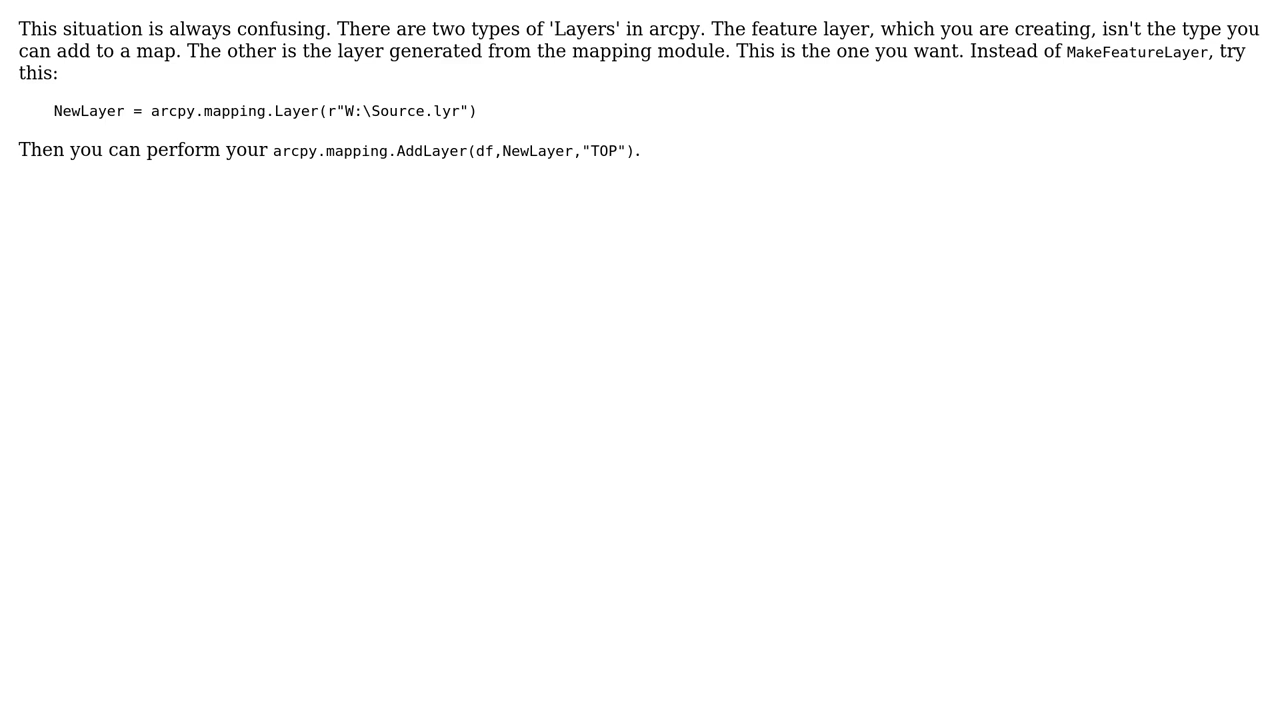 This situation is always confusing. There are two types of 'Layers' in arcpy. The feature layer, which you are creating, isn't the type you
can add to a map. The other is the layer generated from the mapping module. This is the one you want. Instead of MakeFeatureLayer, try
this:
NewLayer = arcpy.mapping.Layer(r"W:\Source.lyr")
Then you can perform your arcpy.mapping.AddLayer(df,NewLayer,"TOP").